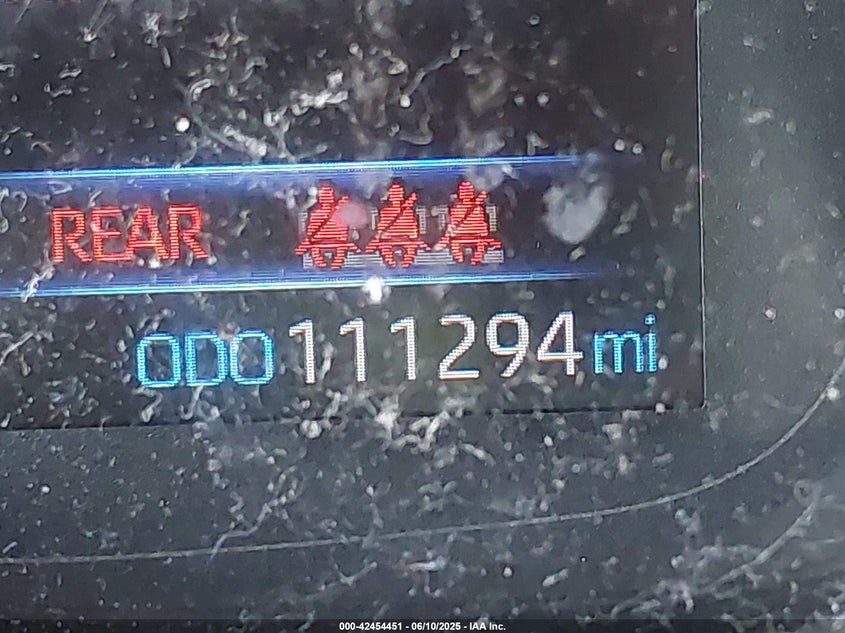 REAR
ODO 111294 mi
000-42454451 - 06/10/2025 - IAA Inc.